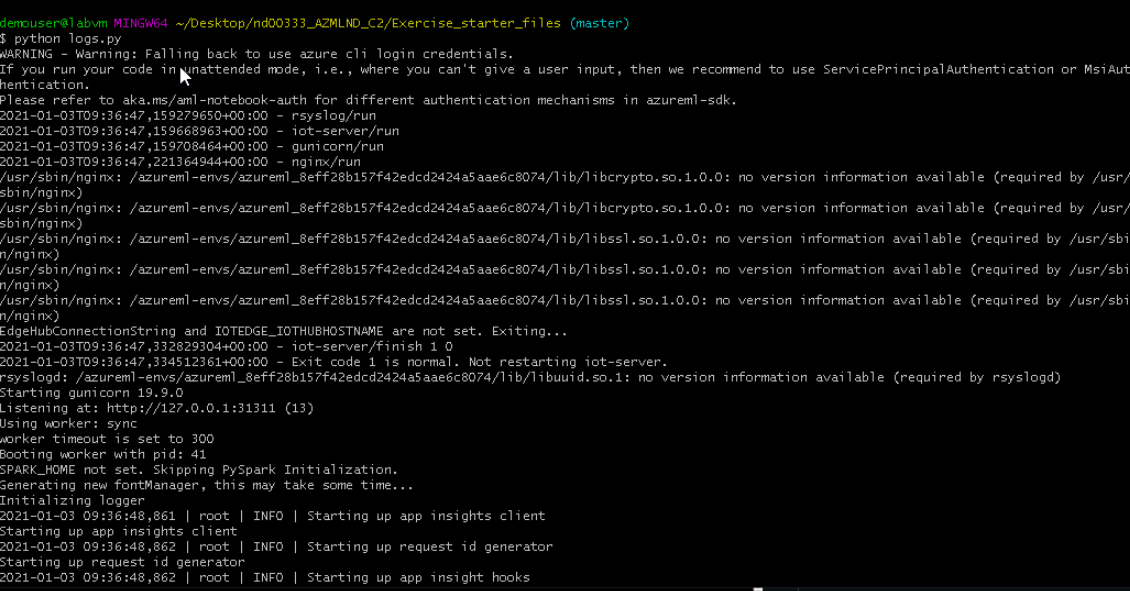 demouser@labvm MINGW64 ~/Desktop/nd00333_AZMLND_C2/Exercise_starter_files (master)
$ python logs.py
WARNING - Warning: Falling back to use azure cli login credentials.
If you run your code in unattended mode, i.e., where you can't give a user input, then we recommend to use ServicePrincipalAuthentication or MsiAut
hentication.
Please refer to aka.ms/aml-notebook-auth for different authentication mechanisms in azureml-sdk.
2021-01-03T09:36:47,159279650+00:00 - rsyslog/run
2021-01-03T09:36:47,159668963+00:00 - iot-server/run
2021-01-03T09:36:47,159708464+00:00 - gunicorn/run
2021-01-03T09:36:47,221364944+00:00 - nginx/run
/usr/sbin/nginx: /azureml-envs/azureml_8eff28b157f42edcd2424a5aae6c8074/lib/libcrypto.so.1.0.0: no version information available (required by /usr/
sbin/nginx)
/usr/sbin/nginx: /azureml-envs/azureml_8eff28b157f42edcd2424a5aae6c8074/lib/libcrypto.so.1.0.0: no version information available (required by /usr/
sbin/nginx)
/usr/sbin/nginx: /azureml-envs/azureml_8eff28b157f42edcd2424a5aae6c8074/lib/libssl.so.1.0.0: no version information available (required by /usr/sbi
n/nginx)
/usr/sbin/nginx: /azureml-envs/azureml_8eff28b157f42edcd2424a5aae6c8074/lib/libssl.so.1.0.0: no version information available (required by /usr/sbi
n/nginx)
/usr/sbin/nginx: /azureml-envs/azureml_8eff28b157f42edcd2424a5aae6c8074/lib/libssl.so.1.0.0: no version information available (required by /usr/sbi
n/nginx)
EdgeHubConnectionString and IOTEDGE_IOTHUBHOSTNAME are not set. Exiting...
2021-01-03T09:36:47,332829304+00:00 - iot-server/finish 1 0
2021-01-03T09:36:47,334512361+00:00 - Exit code 1 is normal. Not restarting iot-server.
rsyslogd: /azureml-envs/azureml_8eff28b157f42edcd2424a5aae6c8074/lib/libuuid.so.1: no version information available (required by rsyslogd)
Starting gunicorn 19.9.0
Listening at: http://127.0.0.1:31311 (13)
Using worker: sync
worker timeout is set to 300
Booting worker with pid: 41
SPARK_HOME not set. Skipping PySpark Initialization.
Generating new fontManager, this may take some time...
Initializing logger
2021-01-03 09:36:48,861 | root | INFO | Starting up app insights client
Starting up app insights client
2021-01-03 09:36:48,862 | root | INFO | Starting up request id generator
Starting up request id generator
2021-01-03 09:36:48,862 | root | INFO | Starting up app insight hooks